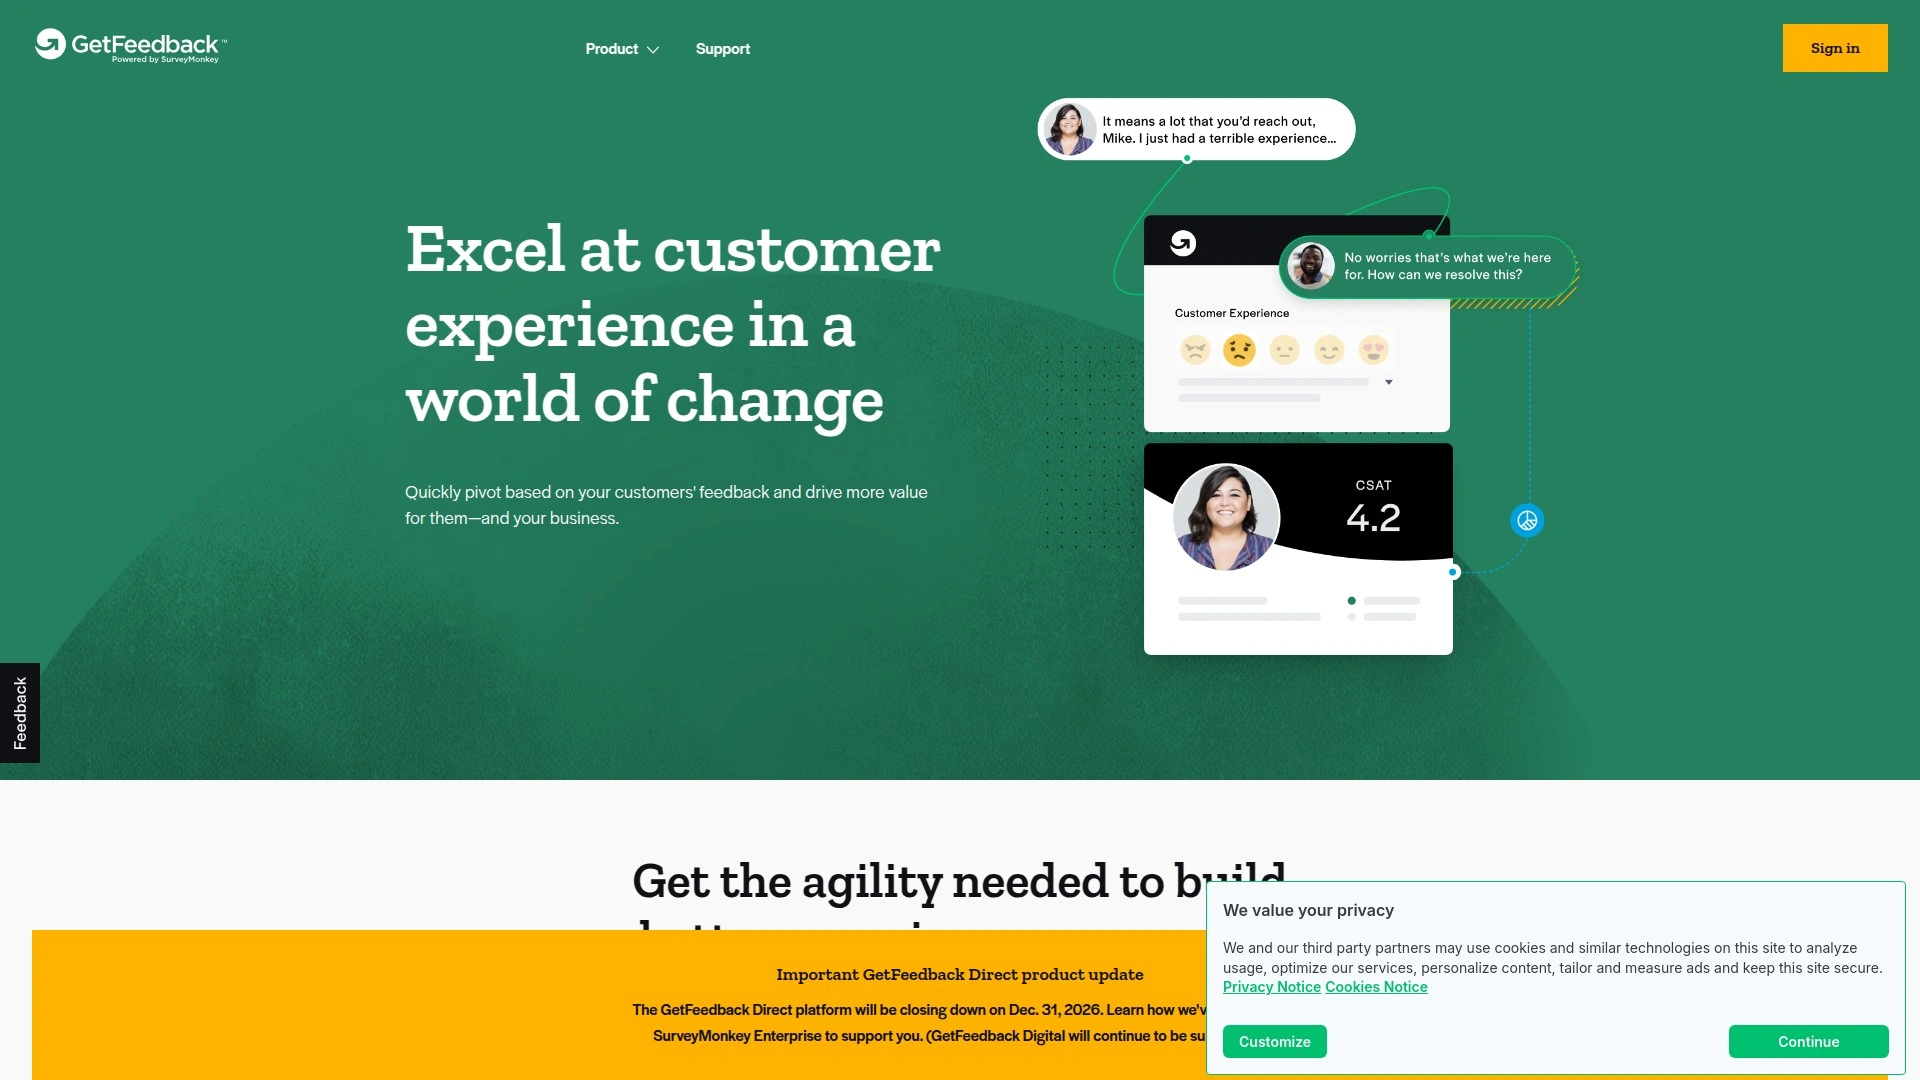 GetFeedback™
Powered by SurveyMonkey
Product
Support
Sign in
It means a lot that you'd reach out,
Mike. I just had a terrible experience...
Excel at customer
experience in a
world of change
Quickly pivot based on your customers' feedback and drive more value
for them—and your business.
No worries that's what we're here
for. How can we resolve this?
Customer Experience
CSAT
4.2
Feedback
Get the agility needed to build
Important GetFeedback Direct product update
The GetFeedback Direct platform will be closing down on Dec. 31, 2026. Learn how we'v
SurveyMonkey Enterprise to support you. (GetFeedback Digital will continue to be su
We value your privacy
We and our third party partners may use cookies and similar technologies on this site to analyze
usage, optimize our services, personalize content, tailor and measure ads and keep this site secure.
Privacy Notice Cookies Notice
Customize
Continue